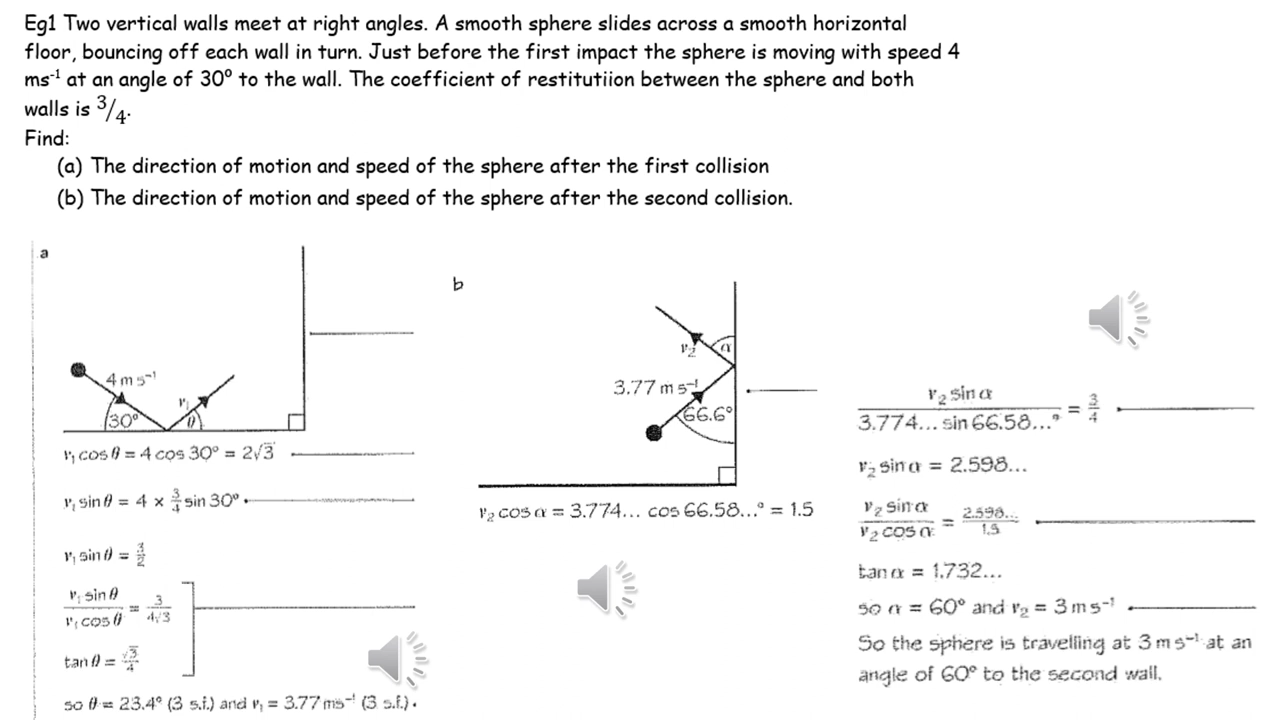 Eg1 Two vertical walls meet at right angles. A smooth sphere slides across a smooth horizontal
floor, bouncing off each wall in turn. Just before the first impact the sphere is moving with speed 4
ms⁻¹ at an angle of 30° to the wall. The coefficient of restitutiion between the sphere and both
walls is 3/4.
Find:
(a) The direction of motion and speed of the sphere after the first collision
(b) The direction of motion and speed of the sphere after the second collision.
a
4 m s⁻¹
v₁
30°
θ
v₁ cos θ = 4 cos 30° = 2√3
v₁ sin θ = 4 × 3/4 sin 30°
v₁ sin θ = 3/2
v₁ sin θ / v₁ cos θ = 3 / 4√3
tan θ = √3/4
so θ = 23.4° (3 s.f.) and v₁ = 3.77 ms⁻¹ (3 s.f.).
b
v₂
α
3.77 m s⁻¹
66.6°
v₂ cos α = 3.774... cos 66.58...° = 1.5
v₂ sin α / 3.774... sin 66.58...° = 3/4
v₂ sin α = 2.598...
v₂ sin α / v₂ cos α = 2.598... / 1.5
tan α = 1.732...
so α = 60° and v₂ = 3 m s⁻¹
So the sphere is travelling at 3 m s⁻¹ at an
angle of 60° to the second wall.